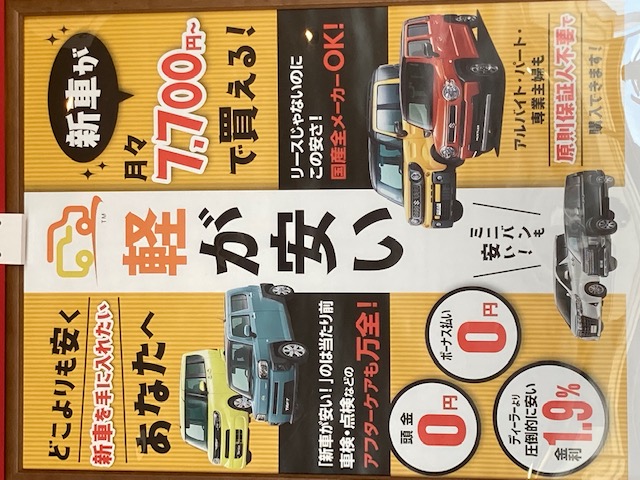 どこよりも安く
新車を手に入れたい
あなたへ
新車が
月々
7,700円~
で買える!
TM
軽が安い
「新車が安い!」のは当たり前
車検・点検などの
アフターケアも万全!
リースじゃないのに
この安さ!
国産全メーカーOK!
頭金
0円
ボーナス払い
0円
ディーラーより
圧倒的に安い
金利1.9%
ミニバンも
安い!
アルバイト・パート・
専業主婦も
原則保証人不要で
購入できます!